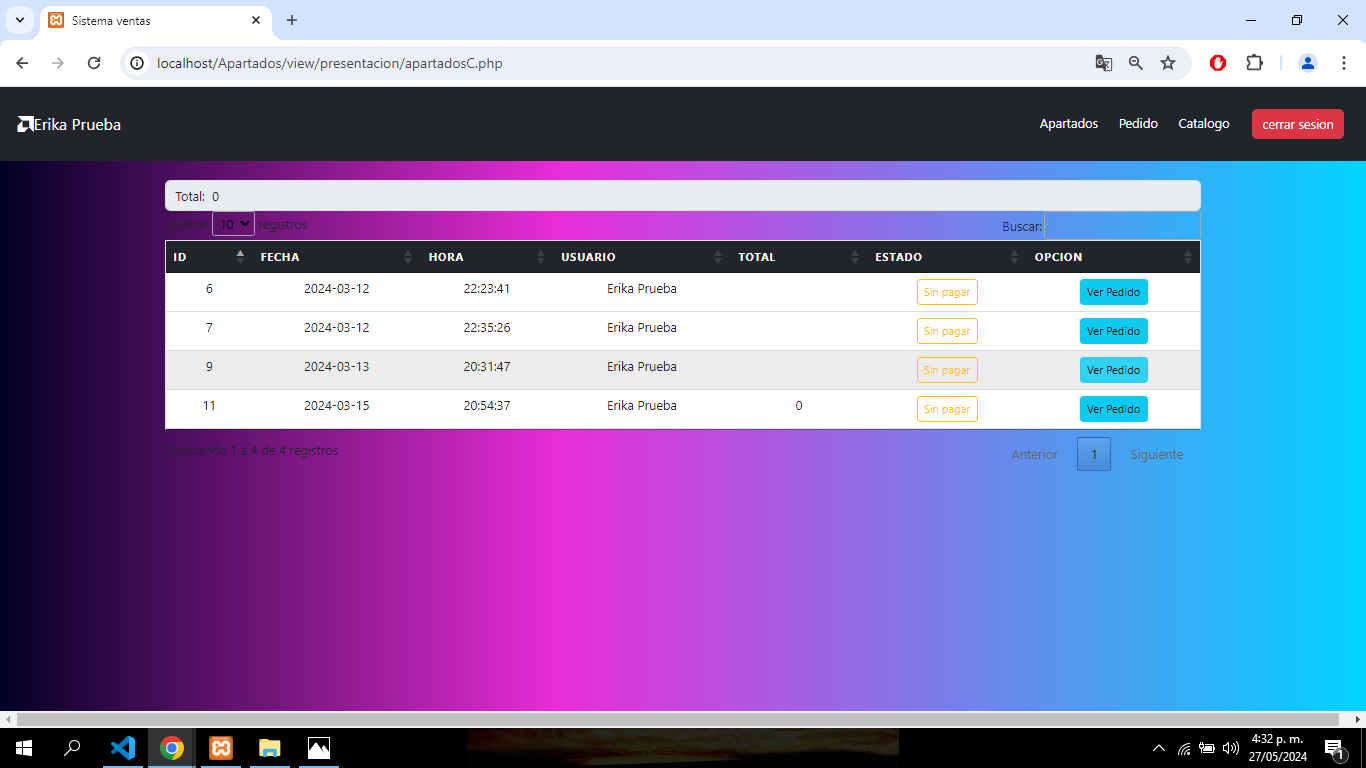 Sistema ventas
localhost/Apartados/view/presentacion/apartadosC.php
Erika Prueba
Apartados Pedido Catalogo cerrar sesion
Total: 0
Mostrar 10 registros
Buscar:
ID FECHA HORA USUARIO TOTAL ESTADO OPCION
6 2024-03-12 22:23:41 Erika Prueba Sin pagar Ver Pedido
7 2024-03-12 22:35:26 Erika Prueba Sin pagar Ver Pedido
9 2024-03-13 20:31:47 Erika Prueba Sin pagar Ver Pedido
11 2024-03-15 20:54:37 Erika Prueba 0 Sin pagar Ver Pedido
Mostrando 1 a 4 de 4 registros
Anterior 1 Siguiente
4:32 p. m.
27/05/2024
1